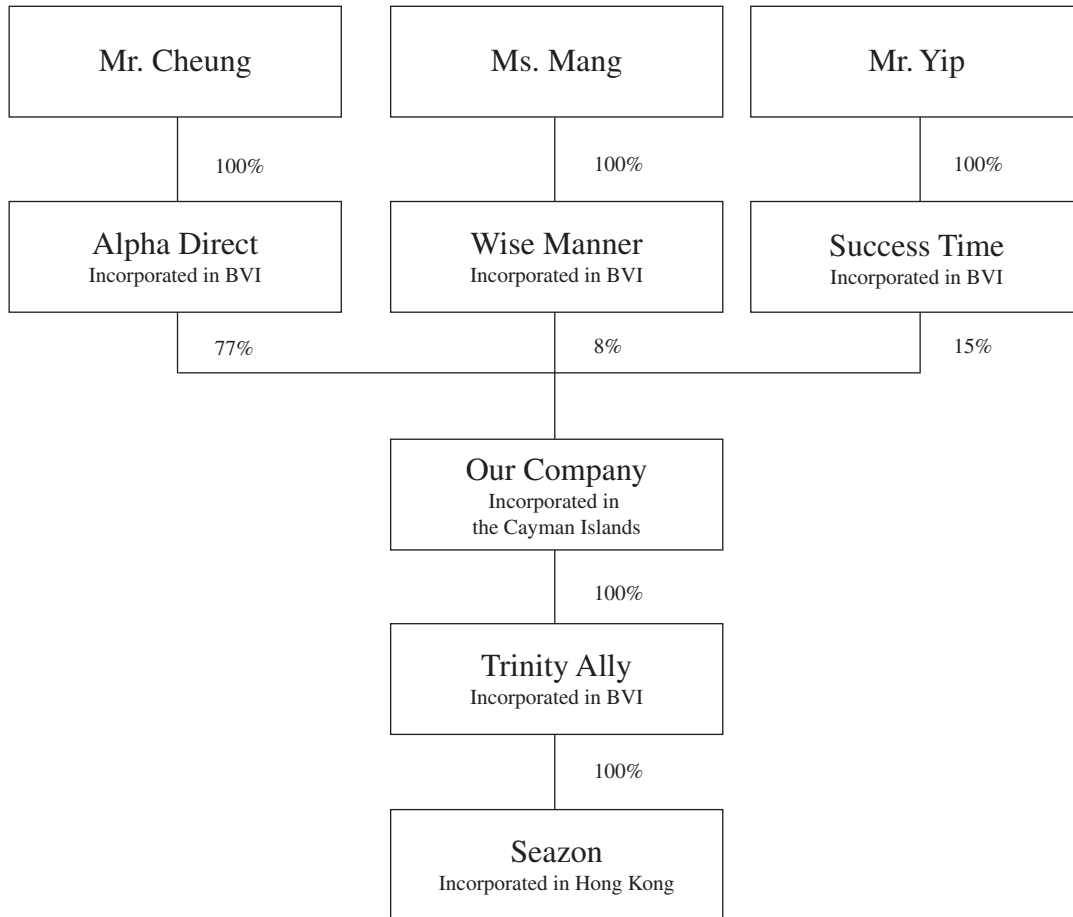 Mr. Cheung
Ms. Mang
Mr. Yip
100%
100%
100%
Alpha Direct
Incorporated in BVI
Wise Manner
Incorporated in BVI
Success Time
Incorporated in BVI
77%
8%
15%
Our Company
Incorporated in
the Cayman Islands
100%
Trinity Ally
Incorporated in BVI
100%
Seazon
Incorporated in Hong Kong